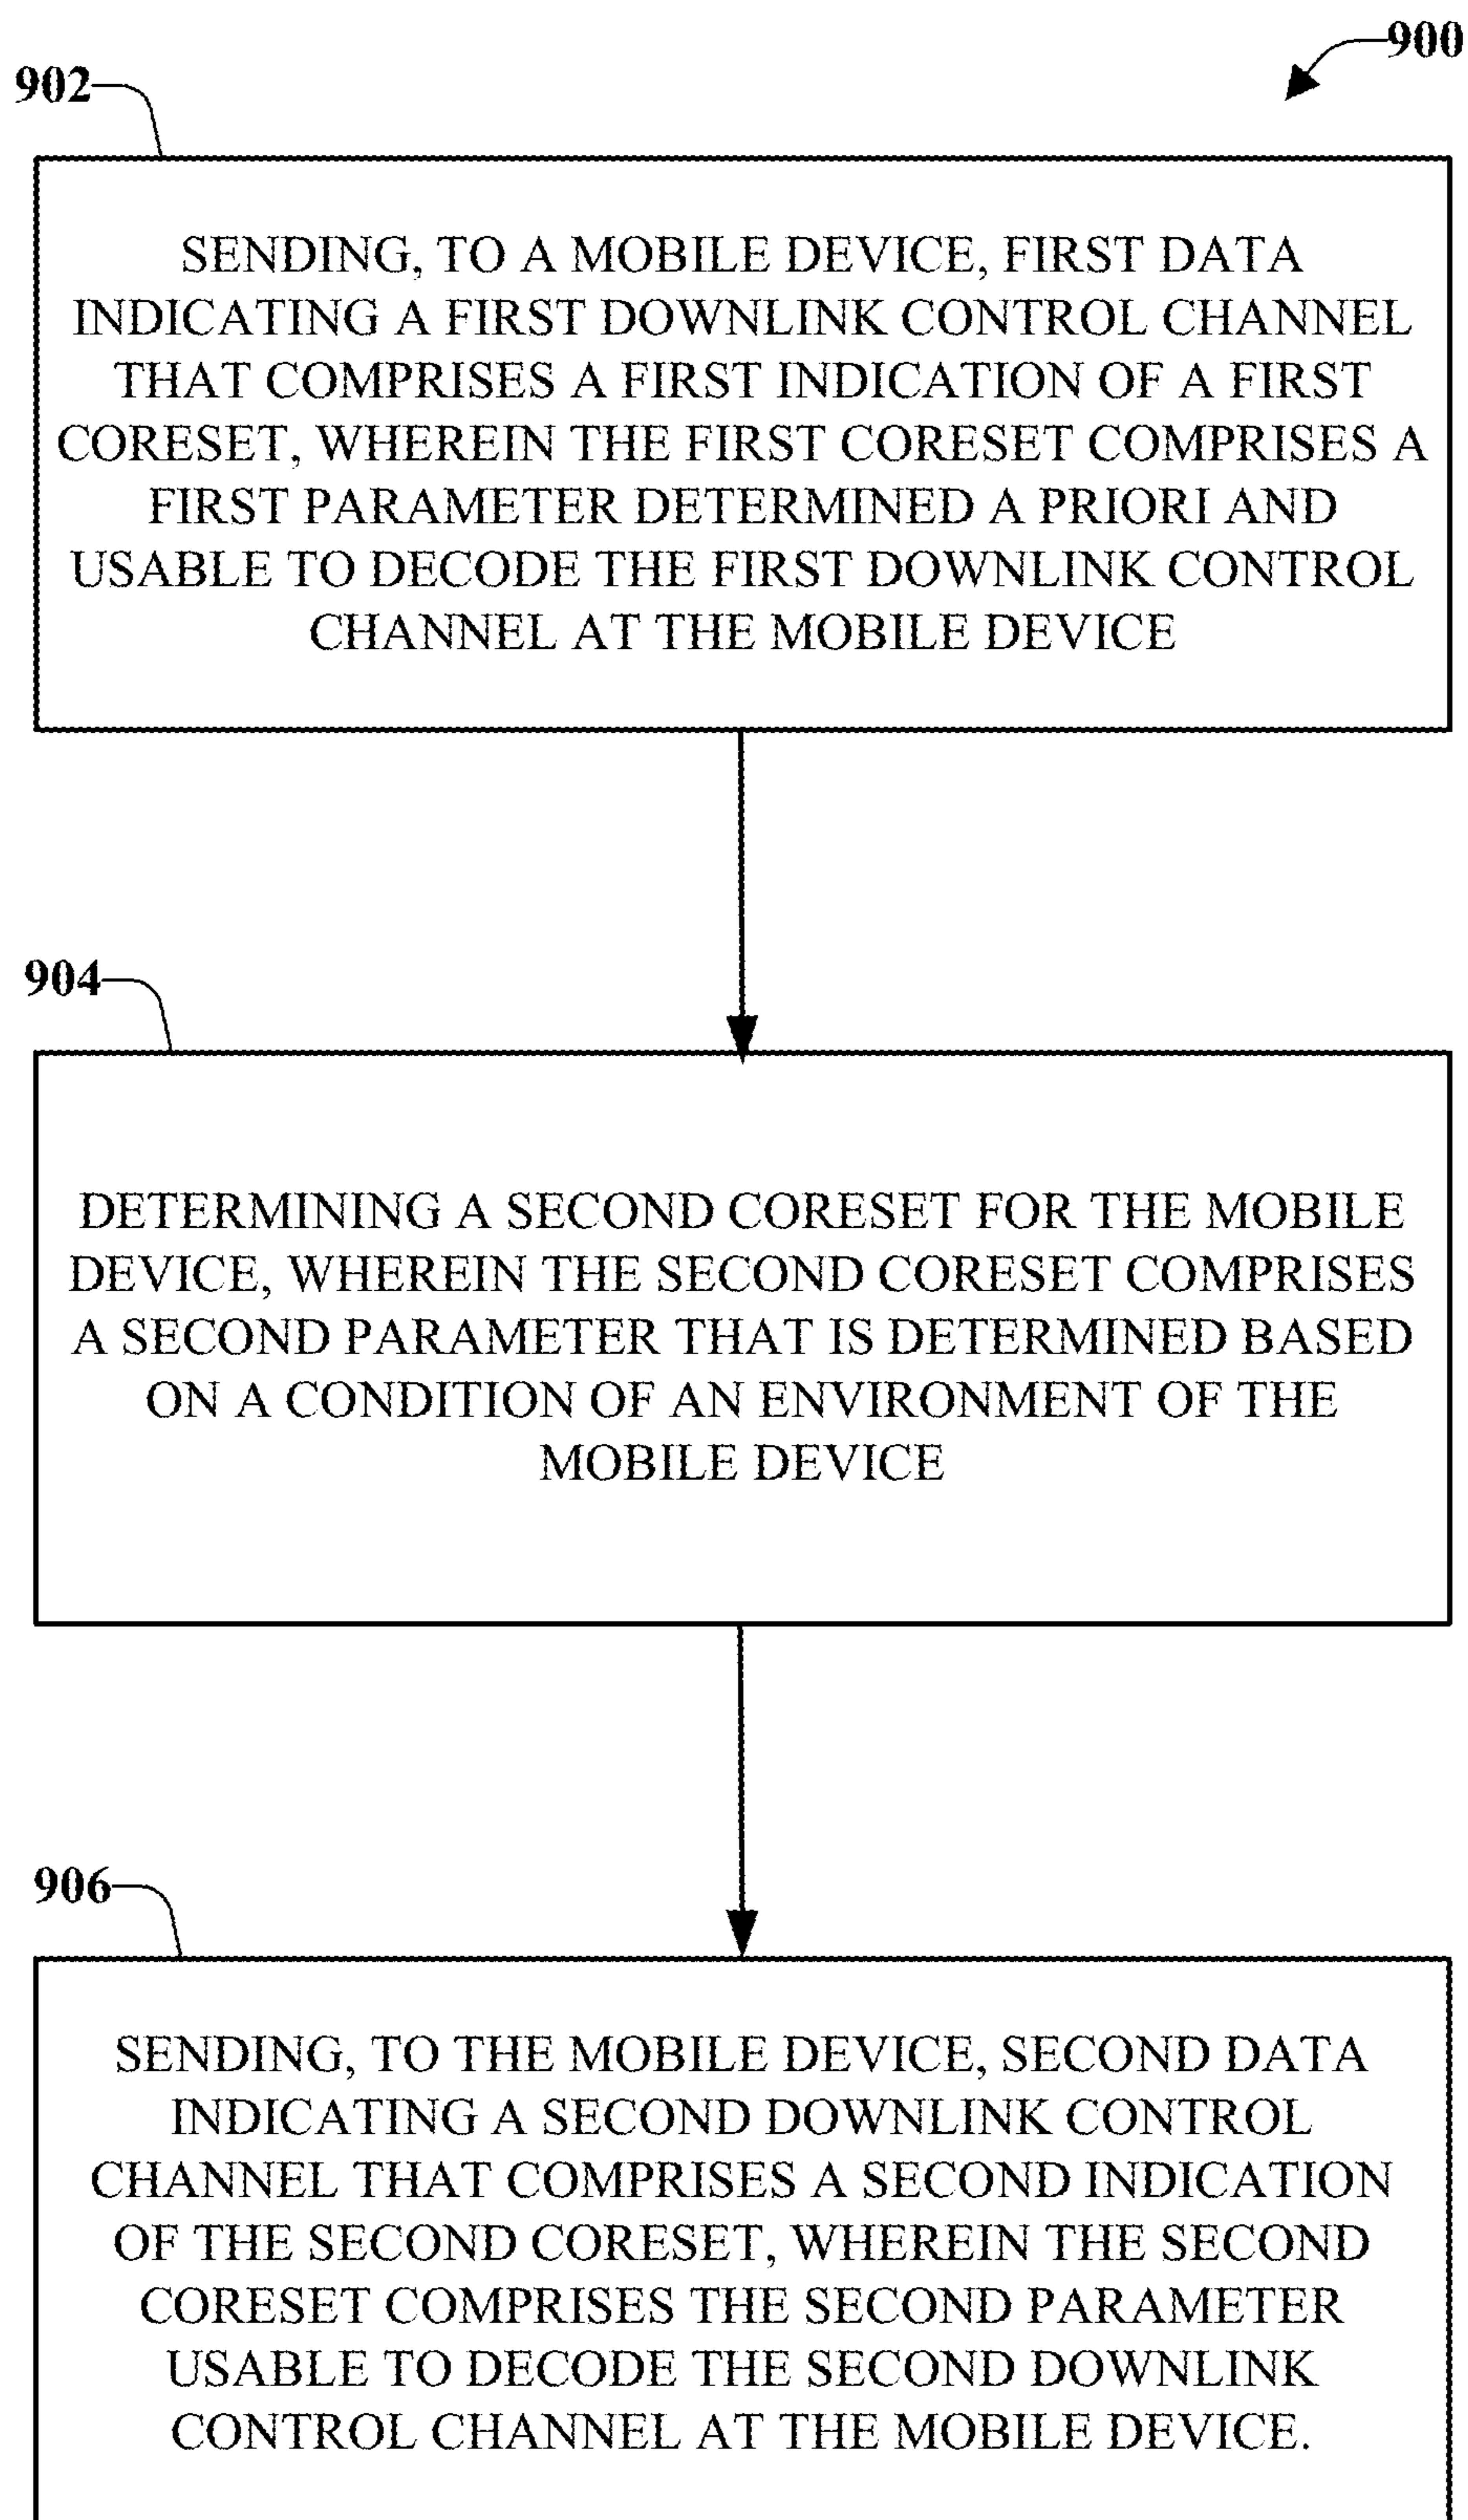 900
902
SENDING, TO A MOBILE DEVICE, FIRST DATA
INDICATING A FIRST DOWNLINK CONTROL CHANNEL
THAT COMPRISES A FIRST INDICATION OF A FIRST
CORESET, WHEREIN THE FIRST CORESET COMPRISES A
FIRST PARAMETER DETERMINED A PRIORI AND
USABLE TO DECODE THE FIRST DOWNLINK CONTROL
CHANNEL AT THE MOBILE DEVICE
904
DETERMINING A SECOND CORESET FOR THE MOBILE
DEVICE, WHEREIN THE SECOND CORESET COMPRISES
A SECOND PARAMETER THAT IS DETERMINED BASED
ON A CONDITION OF AN ENVIRONMENT OF THE
MOBILE DEVICE
906
SENDING, TO THE MOBILE DEVICE, SECOND DATA
INDICATING A SECOND DOWNLINK CONTROL
CHANNEL THAT COMPRISES A SECOND INDICATION
OF THE SECOND CORESET, WHEREIN THE SECOND
CORESET COMPRISES THE SECOND PARAMETER
USABLE TO DECODE THE SECOND DOWNLINK
CONTROL CHANNEL AT THE MOBILE DEVICE.